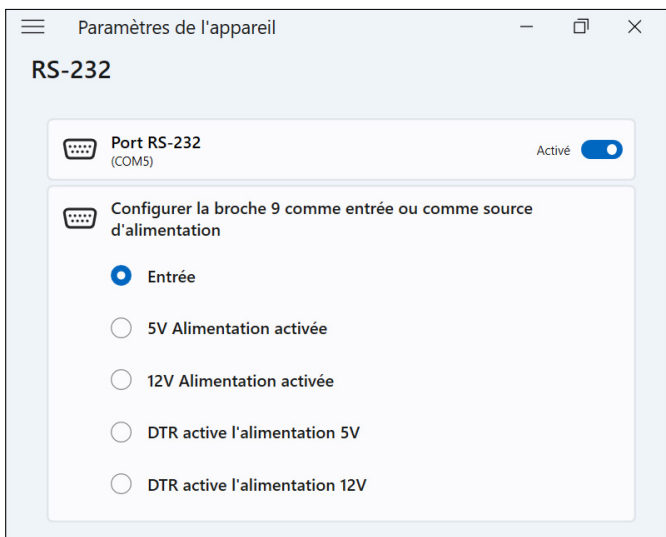 Paramètres de l'appareil
RS-232
Port RS-232
(COM5)
Activé
Configurer la broche 9 comme entrée ou comme source
d'alimentation
Entrée
5V Alimentation activée
12V Alimentation activée
DTR active l'alimentation 5V
DTR active l'alimentation 12V